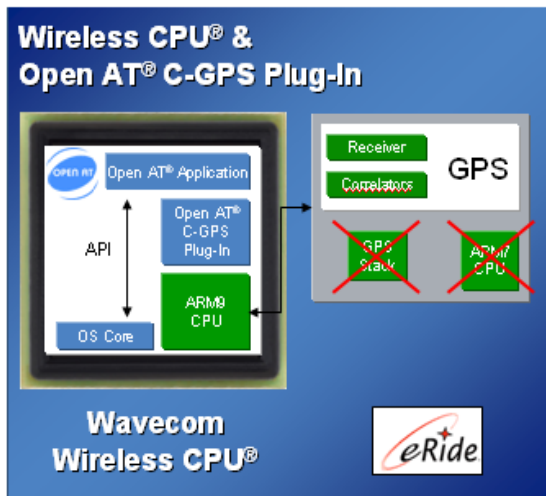 Wireless CPU® &
Open AT® C-GPS Plug-In
OPEN AT
Open AT® Application
Open AT®
C-GPS
Plug-In
API
ARM9
CPU
OS Core
Receiver
Correlators
GPS
GPS
Stack
ARM7
CPU
Wavecom
Wireless CPU®
eRide